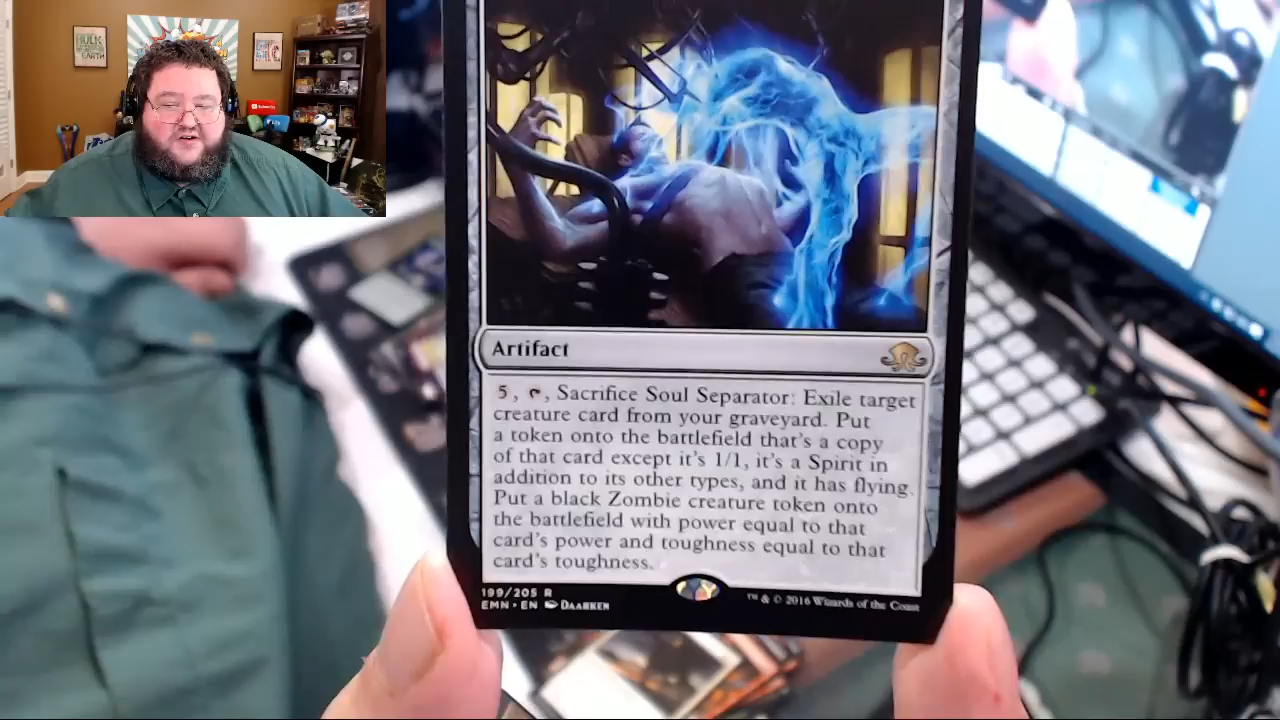 HULK
EARTH
Artifact
5, T, Sacrifice Soul Separator: Exile target
creature card from your graveyard. Put
a token onto the battlefield that's a copy
of that card except it's 1/1, it's a Spirit in
addition to its other types, and it has flying.
Put a black Zombie creature token onto
the battlefield with power equal to that
card's power and toughness equal to that
card's toughness.
199/205 R
EMN • EN DAARKEN
™ & © 2016 Wizards of the Coast